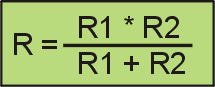 R = R1 * R2
R1 + R2